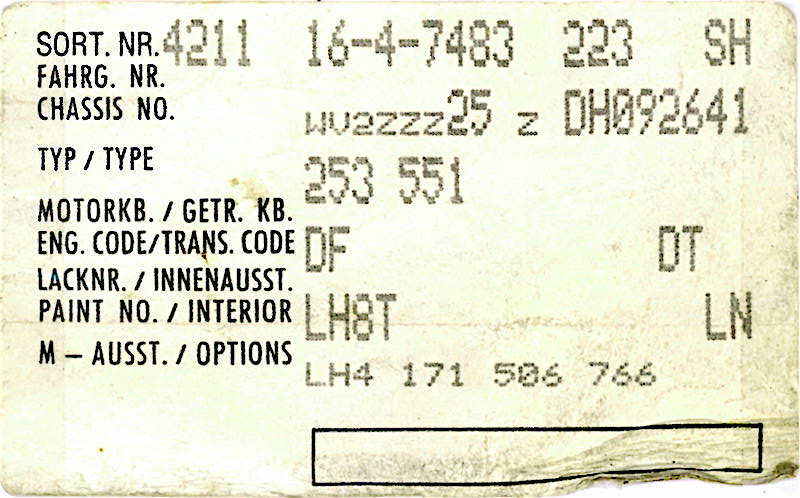 SORT. NR. 4211 16-4-7483 223 SH
FAHRG. NR.
CHASSIS NO. WV2ZZZ25 Z DH092641
TYP / TYPE 253 551
MOTORKB. / GETR. KB.
ENG. CODE/TRANS. CODE DF DT
LACKNR. / INNENAUSST.
PAINT NO. / INTERIOR LH8T LN
M – AUSST. / OPTIONS LH4 171 506 766